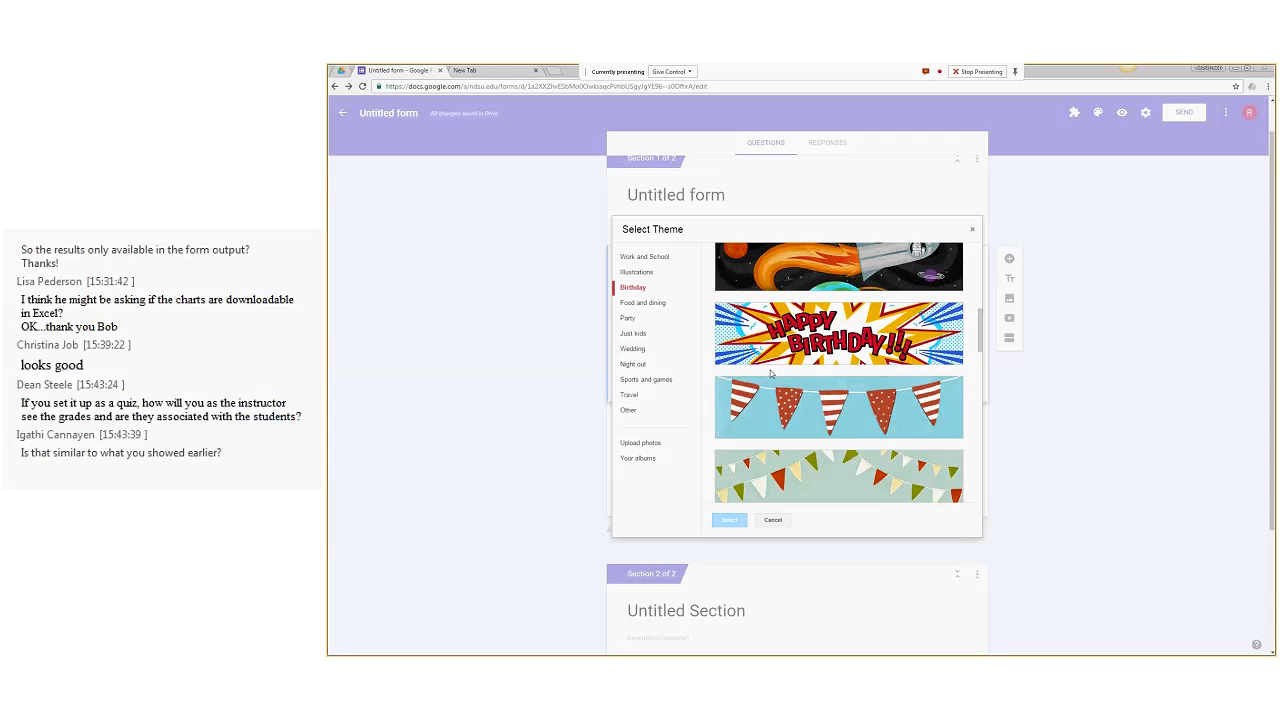 So the results only available in the form output?
Thanks!
Lisa Pederson [15:31:42 ]
I think he might be asking if the charts are downloadable
in Excel?
OK...thank you Bob
Christina Job [15:39:22 ]
looks good
Dean Steele [15:43:24 ]
If you set it up as a quiz, how will you as the instructor
see the grades and are they associated with the students?
Igathi Cannayen [15:43:39 ]
Is that similar to what you showed earlier?
Untitled form - Google F
New Tab
Currently presenting
Give Control
Stop Presenting
Untitled form
All changes saved in Drive
SEND
R
QUESTIONS
RESPONSES
Section 1 of 2
Untitled form
Select Theme
Work and School
Illustrations
Birthday
Food and dining
Party
Just kids
Wedding
Night out
Sports and games
Travel
Other
Upload photos
Your albums
HAPPY
BIRTHDAY!!!
Select
Cancel
Section 2 of 2
Untitled Section